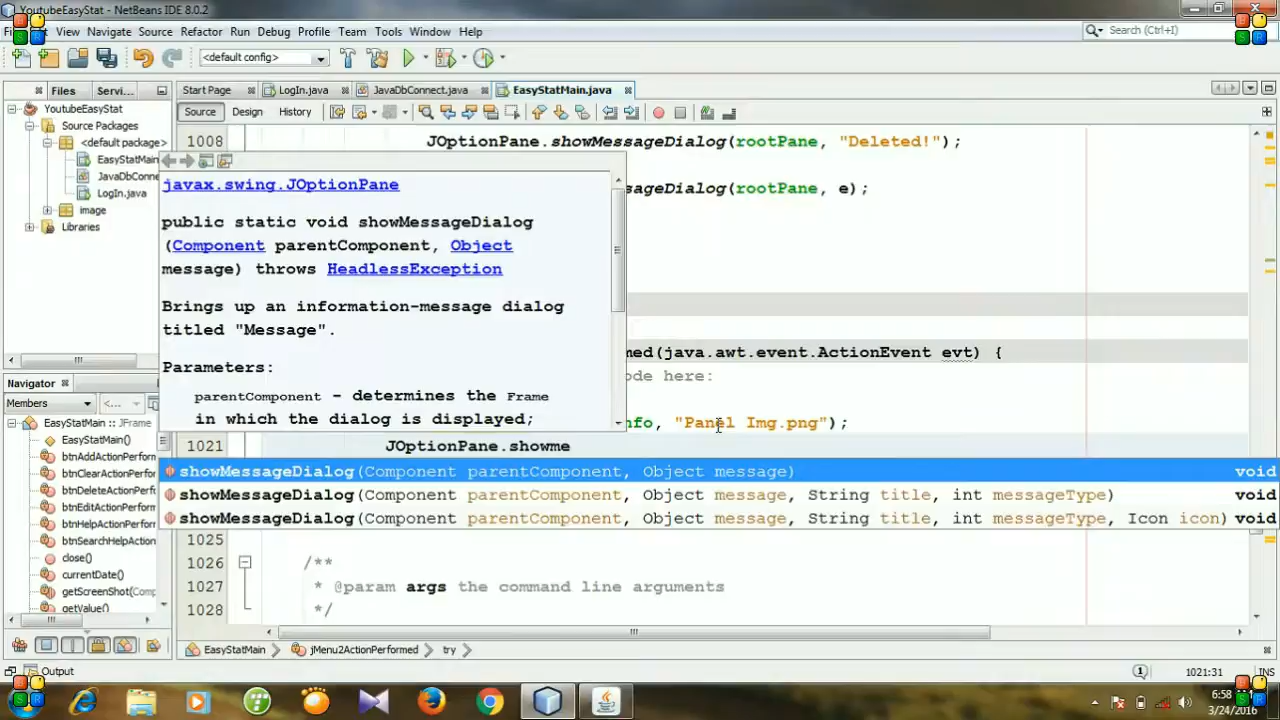 YoutubeEasyStat - NetBeans IDE 8.0.2
View Navigate Source Refactor Run Debug Profile Team Tools Window Help
Search (Ctrl+I)
<default config>
Files Servi...
Start Page LogIn.java JavaDbConnect.java EasyStatMain.java
Source Design History
YoutubeEasyStat
Source Packages
<default package>
EasyStatMain
JavaDbConne
LogIn.java
image
Libraries
1008 JOptionPane.showMessageDialog(rootPane, "Deleted!");
sageDialog(rootPane, e);
javax.swing.JOptionPane
public static void showMessageDialog
(Component parentComponent, Object
message) throws HeadlessException
Brings up an information-message dialog
titled "Message".
Parameters:
parentComponent - determines the Frame
in which the dialog is displayed;
med(java.awt.event.ActionEvent evt) {
ode here:
nfo, "Panel Img.png");
1021 JOptionPane.showme
showMessageDialog(Component parentComponent, Object message) void
showMessageDialog(Component parentComponent, Object message, String title, int messageType) void
showMessageDialog(Component parentComponent, Object message, String title, int messageType, Icon icon) void
1025
1026 /**
1027 * @param args the command line arguments
1028 */
Navigator
Members <...
EasyStatMain :: JFrame
EasyStatMain()
btnAddActionPerfor
btnClearActionPerfor
btnDeleteActionPerfo
btnEditActionPerform
btnHelpActionPerform
btnSearchHelpAction
close()
currentDate()
getScreenShot(Comp
getValue()
EasyStatMain jMenu2ActionPerformed try
Output
1 1021:31 INS
6:58
3/24/2016